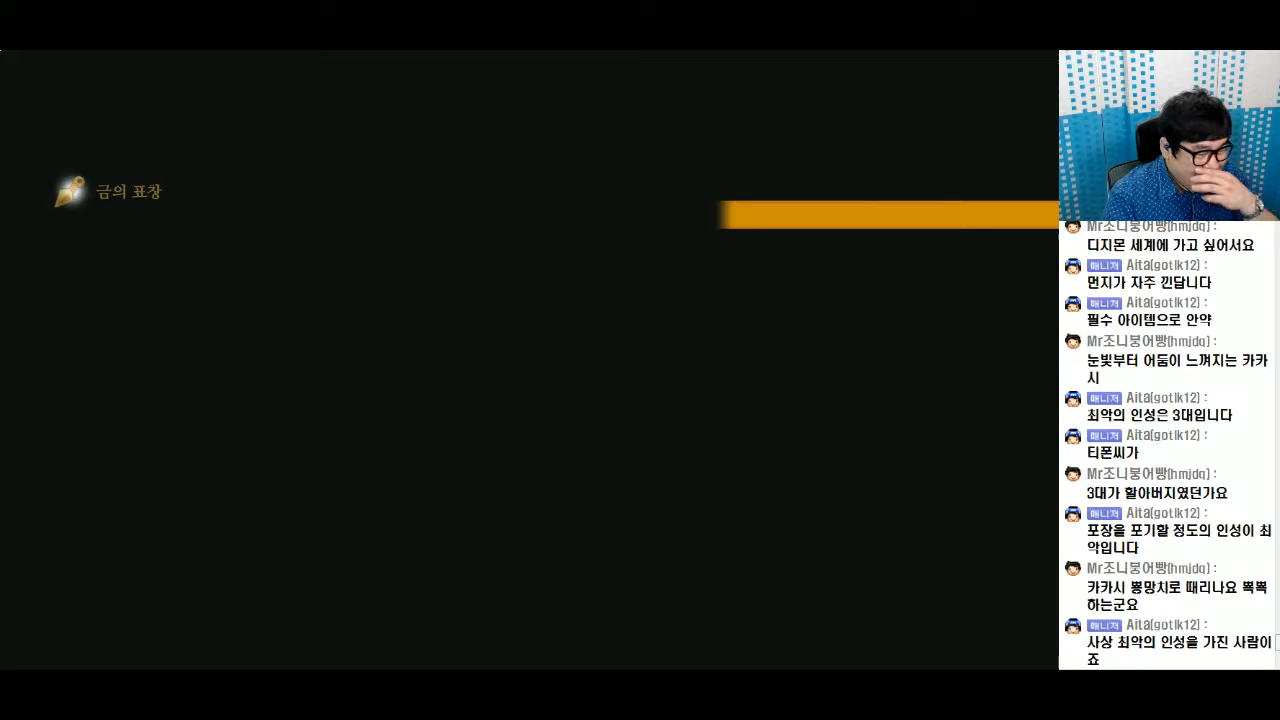 금의 표창
Mr조니붕어빵(hmjdq) :
디지몬 세계에 가고 싶어서요
매니저 Aita(gotlk12) :
먼지가 자주 낀답니다
매니저 Aita(gotlk12) :
필수 아이템으로 안약
Mr조니붕어빵(hmjdq) :
눈빛부터 어둠이 느껴지는 카카
시
매니저 Aita(gotlk12) :
최악의 인성은 3대입니다
매니저 Aita(gotlk12) :
티폰씨가
Mr조니붕어빵(hmjdq) :
3대가 할아버지였던가요
매니저 Aita(gotlk12) :
포장을 포기할 정도의 인성이 최
악입니다
Mr조니붕어빵(hmjdq) :
카카시 뿅망치로 때리나요 뾱뾱
하는군요
매니저 Aita(gotlk12) :
사상 최악의 인성을 가진 사람이
죠